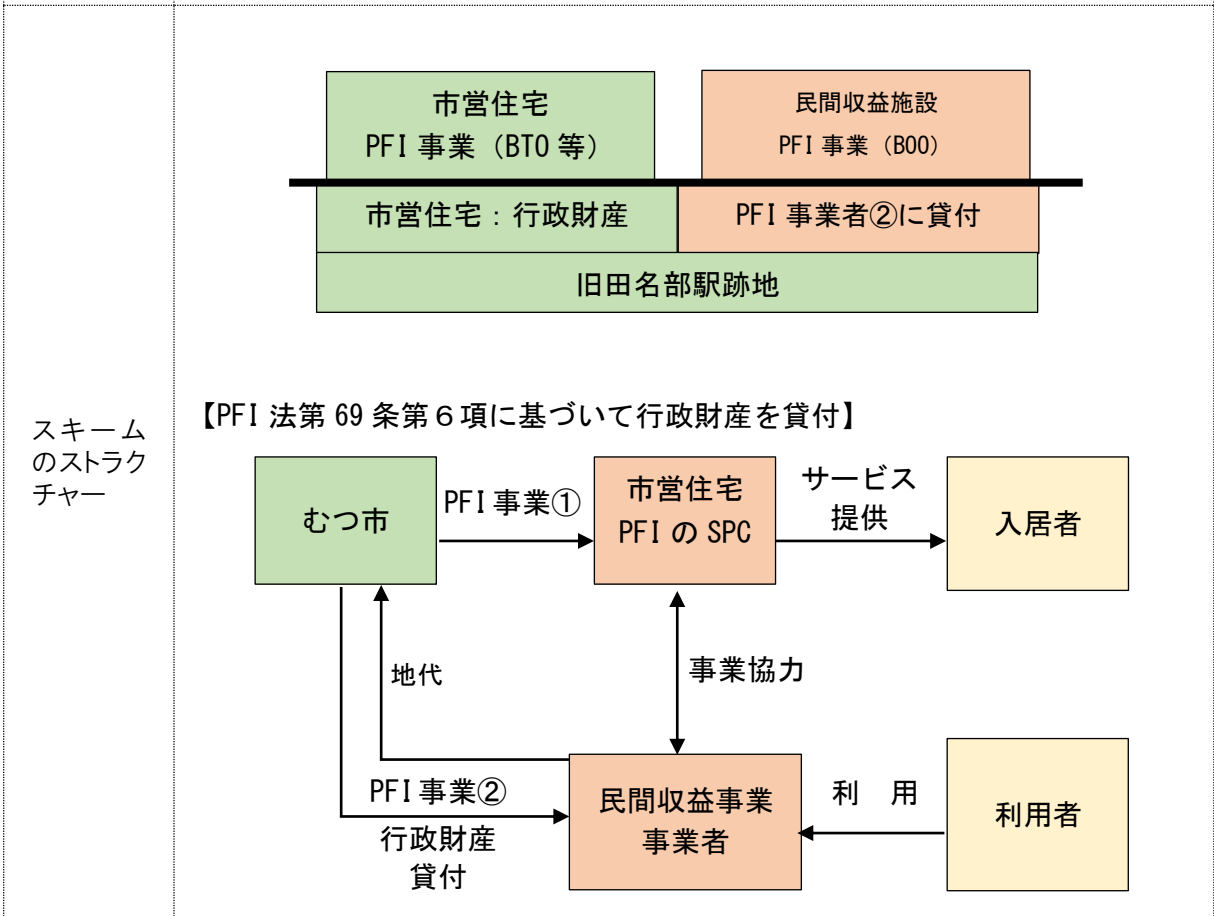 市営住宅
PFI 事業（BTO 等）
民間収益施設
PFI 事業（BOO）
市営住宅：行政財産
PFI 事業者②に貸付
旧田名部駅跡地
スキーム
のストラク
チャー
【PFI 法第 69 条第６項に基づいて行政財産を貸付】
むつ市
PFI 事業①
市営住宅
PFI の SPC
サービス
提供
入居者
地代
事業協力
PFI 事業②
行政財産
貸付
民間収益事業
事業者
利　用
利用者